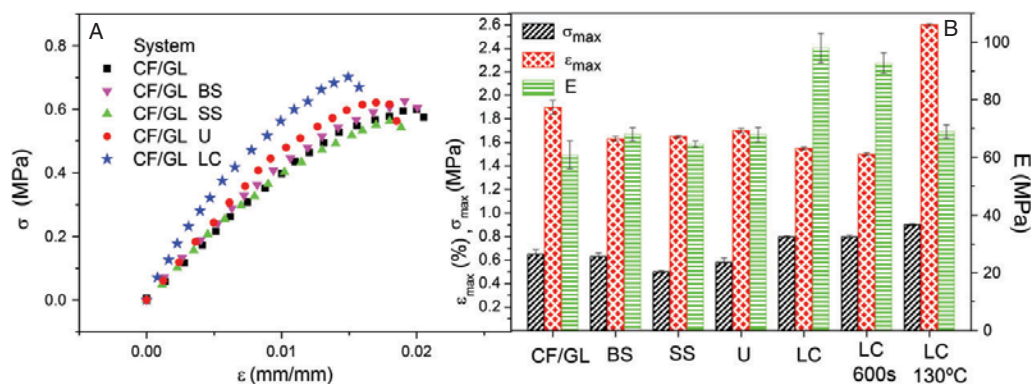 A
System
CF/GL
CF/GL BS
CF/GL SS
CF/GL U
CF/GL LC
σ (MPa)
0.8
0.6
0.4
0.2
0.0
0.00 0.01 0.02
ε (mm/mm)
B
σmax
εmax
E
εmax (%) , σmax (MPa)
2.6
2.4
2.2
2.0
1.8
1.6
1.4
1.2
1.0
0.8
0.6
0.4
0.2
E (MPa)
100
80
60
40
20
0
CF/GL BS SS U LC LC 600s LC 130ºC